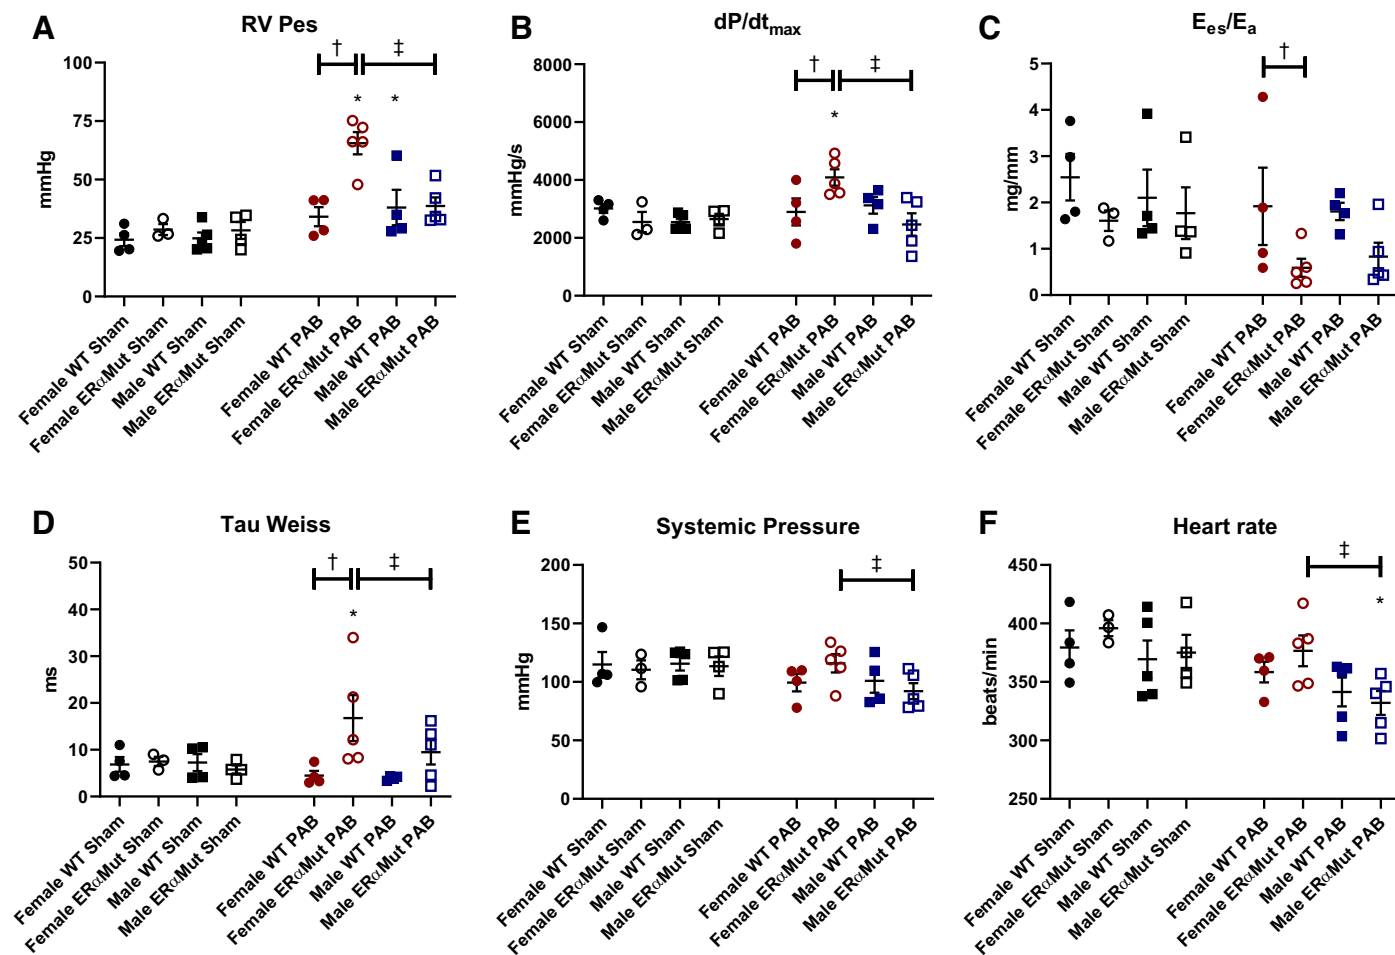 A
RV Pes
mmHg
100
75
50
25
0
† ‡
* *
Female WT Sham
Female ERαMut Sham
Male WT Sham
Male ERαMut Sham
Female WT PAB
Female ERαMut PAB
Male WT PAB
Male ERαMut PAB
B
dP/dtmax
mmHg/s
8000
6000
4000
2000
0
† ‡
*
Female WT Sham
Female ERαMut Sham
Male WT Sham
Male ERαMut Sham
Female WT PAB
Female ERαMut PAB
Male WT PAB
Male ERαMut PAB
C
Ees/Ea
mg/mm
5
4
3
2
1
0
†
Female WT Sham
Female ERαMut Sham
Male WT Sham
Male ERαMut Sham
Female WT PAB
Female ERαMut PAB
Male WT PAB
Male ERαMut PAB
D
Tau Weiss
ms
50
40
30
20
10
0
† ‡
*
Female WT Sham
Female ERαMut Sham
Male WT Sham
Male ERαMut Sham
Female WT PAB
Female ERαMut PAB
Male WT PAB
Male ERαMut PAB
E
Systemic Pressure
mmHg
200
150
100
50
0
‡
Female WT Sham
Female ERαMut Sham
Male WT Sham
Male ERαMut Sham
Female WT PAB
Female ERαMut PAB
Male WT PAB
Male ERαMut PAB
F
Heart rate
beats/min
450
400
350
300
250
‡
*
Female WT Sham
Female ERαMut Sham
Male WT Sham
Male ERαMut Sham
Female WT PAB
Female ERαMut PAB
Male WT PAB
Male ERαMut PAB